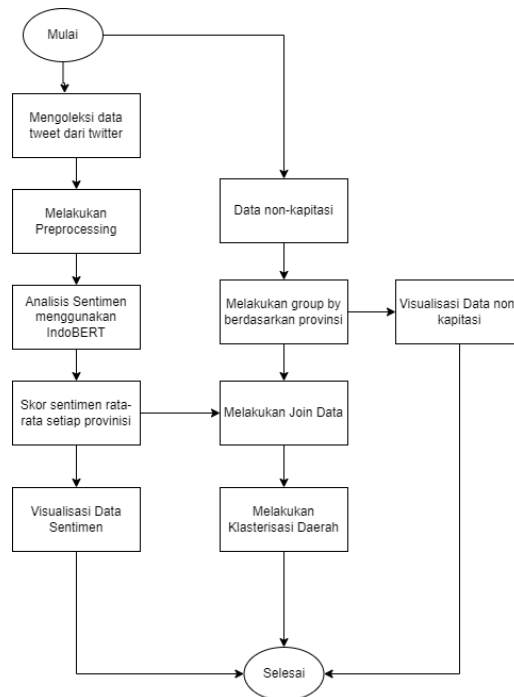 Mulai
Mengoleksi data
tweet dari twitter
Melakukan
Preprocessing
Analisis Sentimen
menggunakan
IndoBERT
Skor sentimen rata-
rata setiap provinisi
Visualisasi Data
Sentimen
Data non-kapitasi
Melakukan group by
berdasarkan provinsi
Visualisasi Data non-
kapitasi
Melakukan Join Data
Melakukan
Klasterisasi Daerah
Selesai